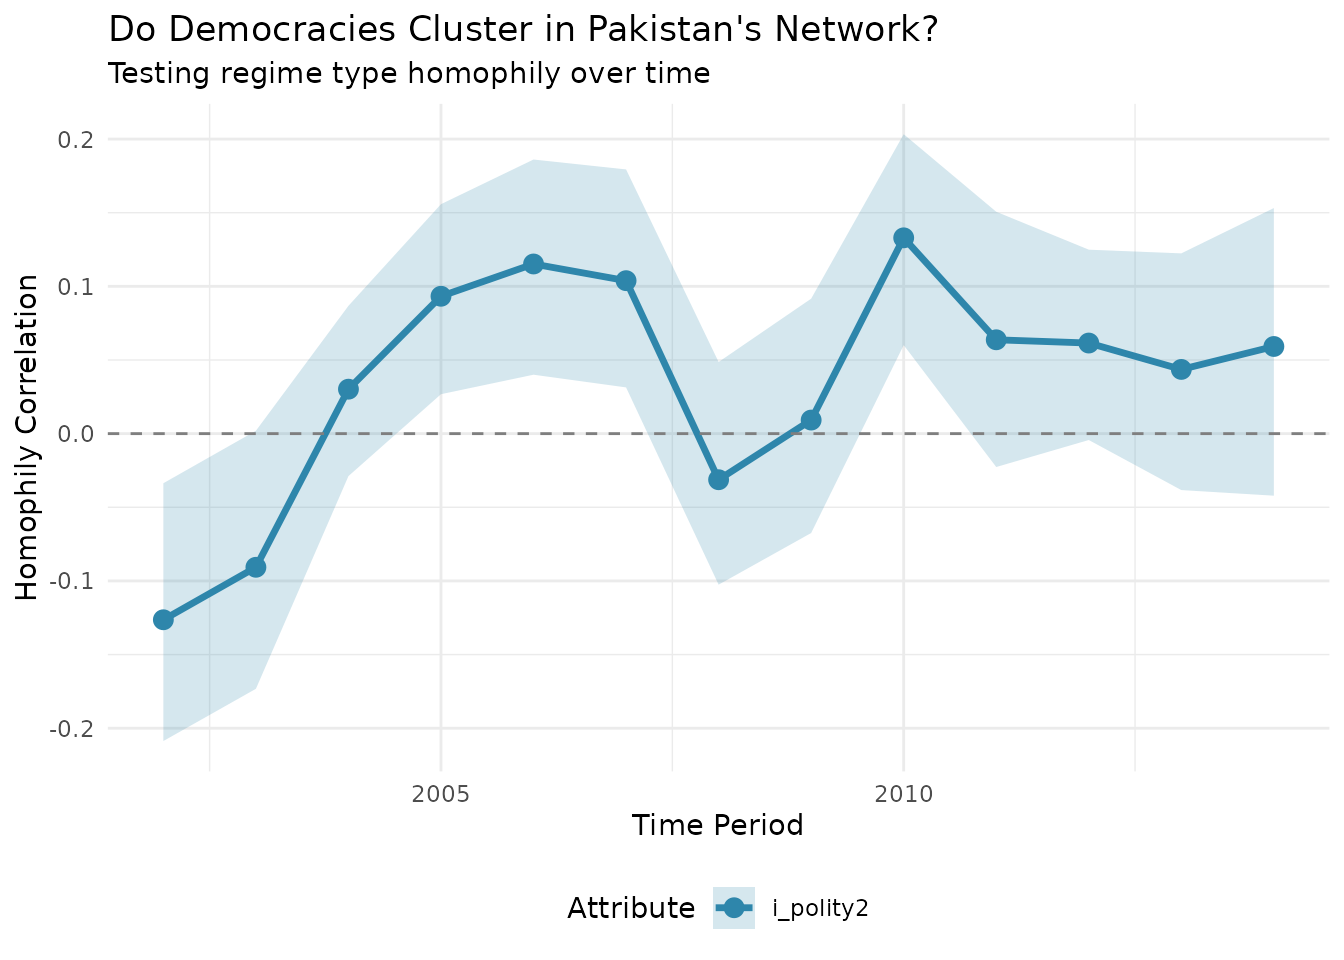 Do Democracies Cluster in Pakistan's Network?
Testing regime type homophily over time
Homophily Correlation
0.2
0.1
0.0
-0.1
-0.2
2005 2010
Time Period
Attribute i_polity2